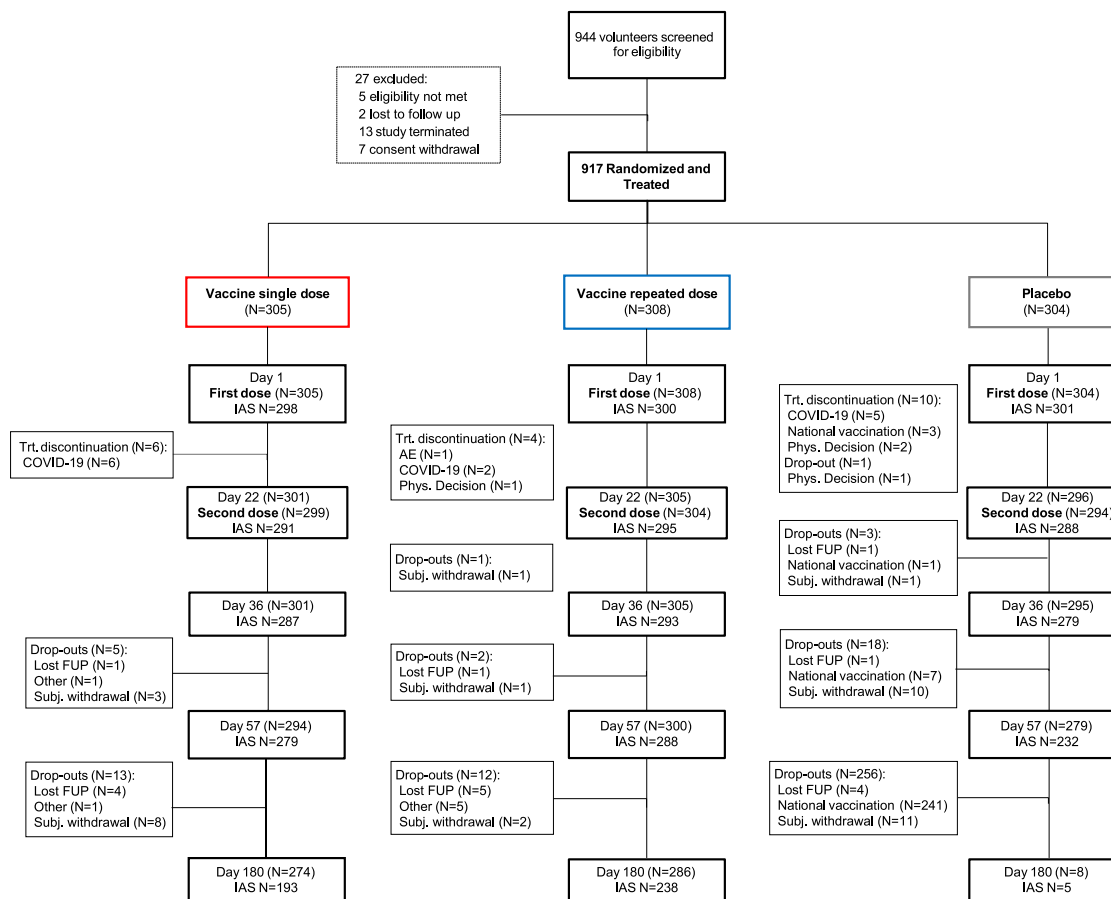 944 volunteers screened
for eligibility
27 excluded:
5 eligibility not met
2 lost to follow up
13 study terminated
7 consent withdrawal
917 Randomized and
Treated
Vaccine single dose
(N=305)
Vaccine repeated dose
(N=308)
Placebo
(N=304)
Day 1
First dose (N=305)
IAS N=298
Day 1
First dose (N=308)
IAS N=300
Day 1
First dose (N=304)
IAS N=301
Trt. discontinuation (N=6):
COVID-19 (N=6)
Trt. discontinuation (N=4):
AE (N=1)
COVID-19 (N=2)
Phys. Decision (N=1)
Trt. discontinuation (N=10):
COVID-19 (N=5)
National vaccination (N=3)
Phys. Decision (N=2)
Drop-out (N=1)
Phys. Decision (N=1)
Day 22 (N=301)
Second dose (N=299)
IAS N=291
Day 22 (N=305)
Second dose (N=304)
IAS N=295
Day 22 (N=296)
Second dose (N=294)
IAS N=288
Drop-outs (N=1):
Subj. withdrawal (N=1)
Drop-outs (N=3):
Lost FUP (N=1)
National vaccination (N=1)
Subj. withdrawal (N=1)
Day 36 (N=301)
IAS N=287
Day 36 (N=305)
IAS N=293
Day 36 (N=295)
IAS N=279
Drop-outs (N=5):
Lost FUP (N=1)
Other (N=1)
Subj. withdrawal (N=3)
Drop-outs (N=2):
Lost FUP (N=1)
Subj. withdrawal (N=1)
Drop-outs (N=18):
Lost FUP (N=1)
National vaccination (N=7)
Subj. withdrawal (N=10)
Day 57 (N=294)
IAS N=279
Day 57 (N=300)
IAS N=288
Day 57 (N=279)
IAS N=232
Drop-outs (N=13):
Lost FUP (N=4)
Other (N=1)
Subj. withdrawal (N=8)
Drop-outs (N=12):
Lost FUP (N=5)
Other (N=5)
Subj. withdrawal (N=2)
Drop-outs (N=256):
Lost FUP (N=4)
National vaccination (N=241)
Subj. withdrawal (N=11)
Day 180 (N=274)
IAS N=193
Day 180 (N=286)
IAS N=238
Day 180 (N=8)
IAS N=5